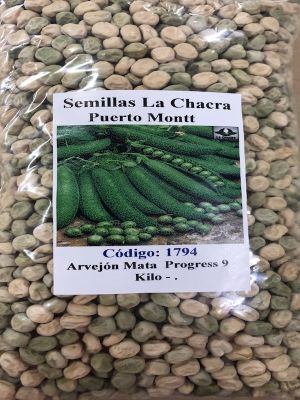 Semillas La Chacra
Puerto Montt
Código: 1794
Arvejón Mata Progress 9
Kilo - .